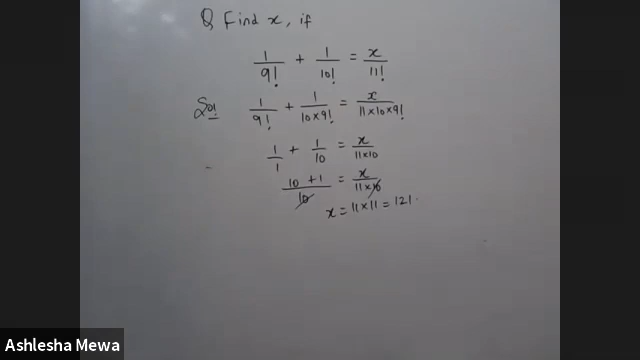 Q Find x, if
1/9! + 1/10! = x/11!
Sol 1/9! + 1/10×9! = x/11×10×9!
1/1 + 1/10 = x/11×10
10+1/10 = x/11×10
x = 11×11 = 121.
Ashlesha Mewa